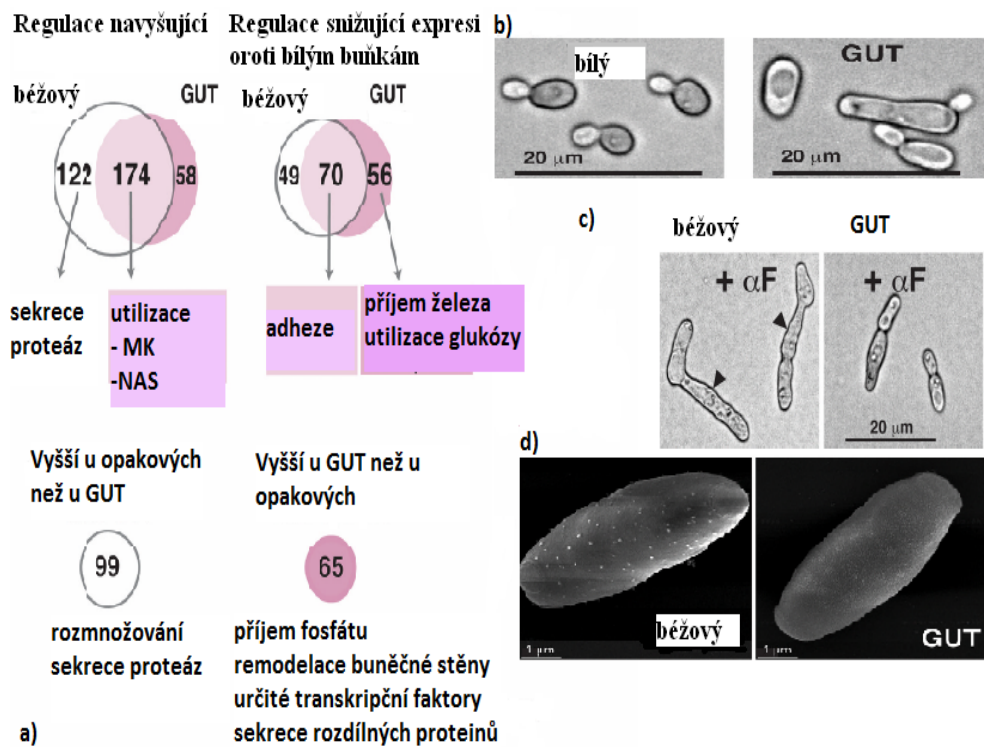 Regulace navyšující
béžový
GUT
122
174
58
sekrece
proteáz
utilizace
- MK
-NAS
Regulace snižující expresi
oroti bílým buňkám
béžový
GUT
49
70
56
adheze
příjem železa
utilizace glukózy
Vyšší u opakových
než u GUT
99
rozmnožování
sekrece proteáz
Vyšší u GUT než u
opakových
65
příjem fosfátu
remodelace buněčné stěny
určité transkripční faktory
sekrece rozdílných proteinů
a)
b)
bílý
20 µm
GUT
20 µm
c)
béžový
+ αF
GUT
+ αF
20 µm
d)
béžový
1 µm
GUT
1 µm